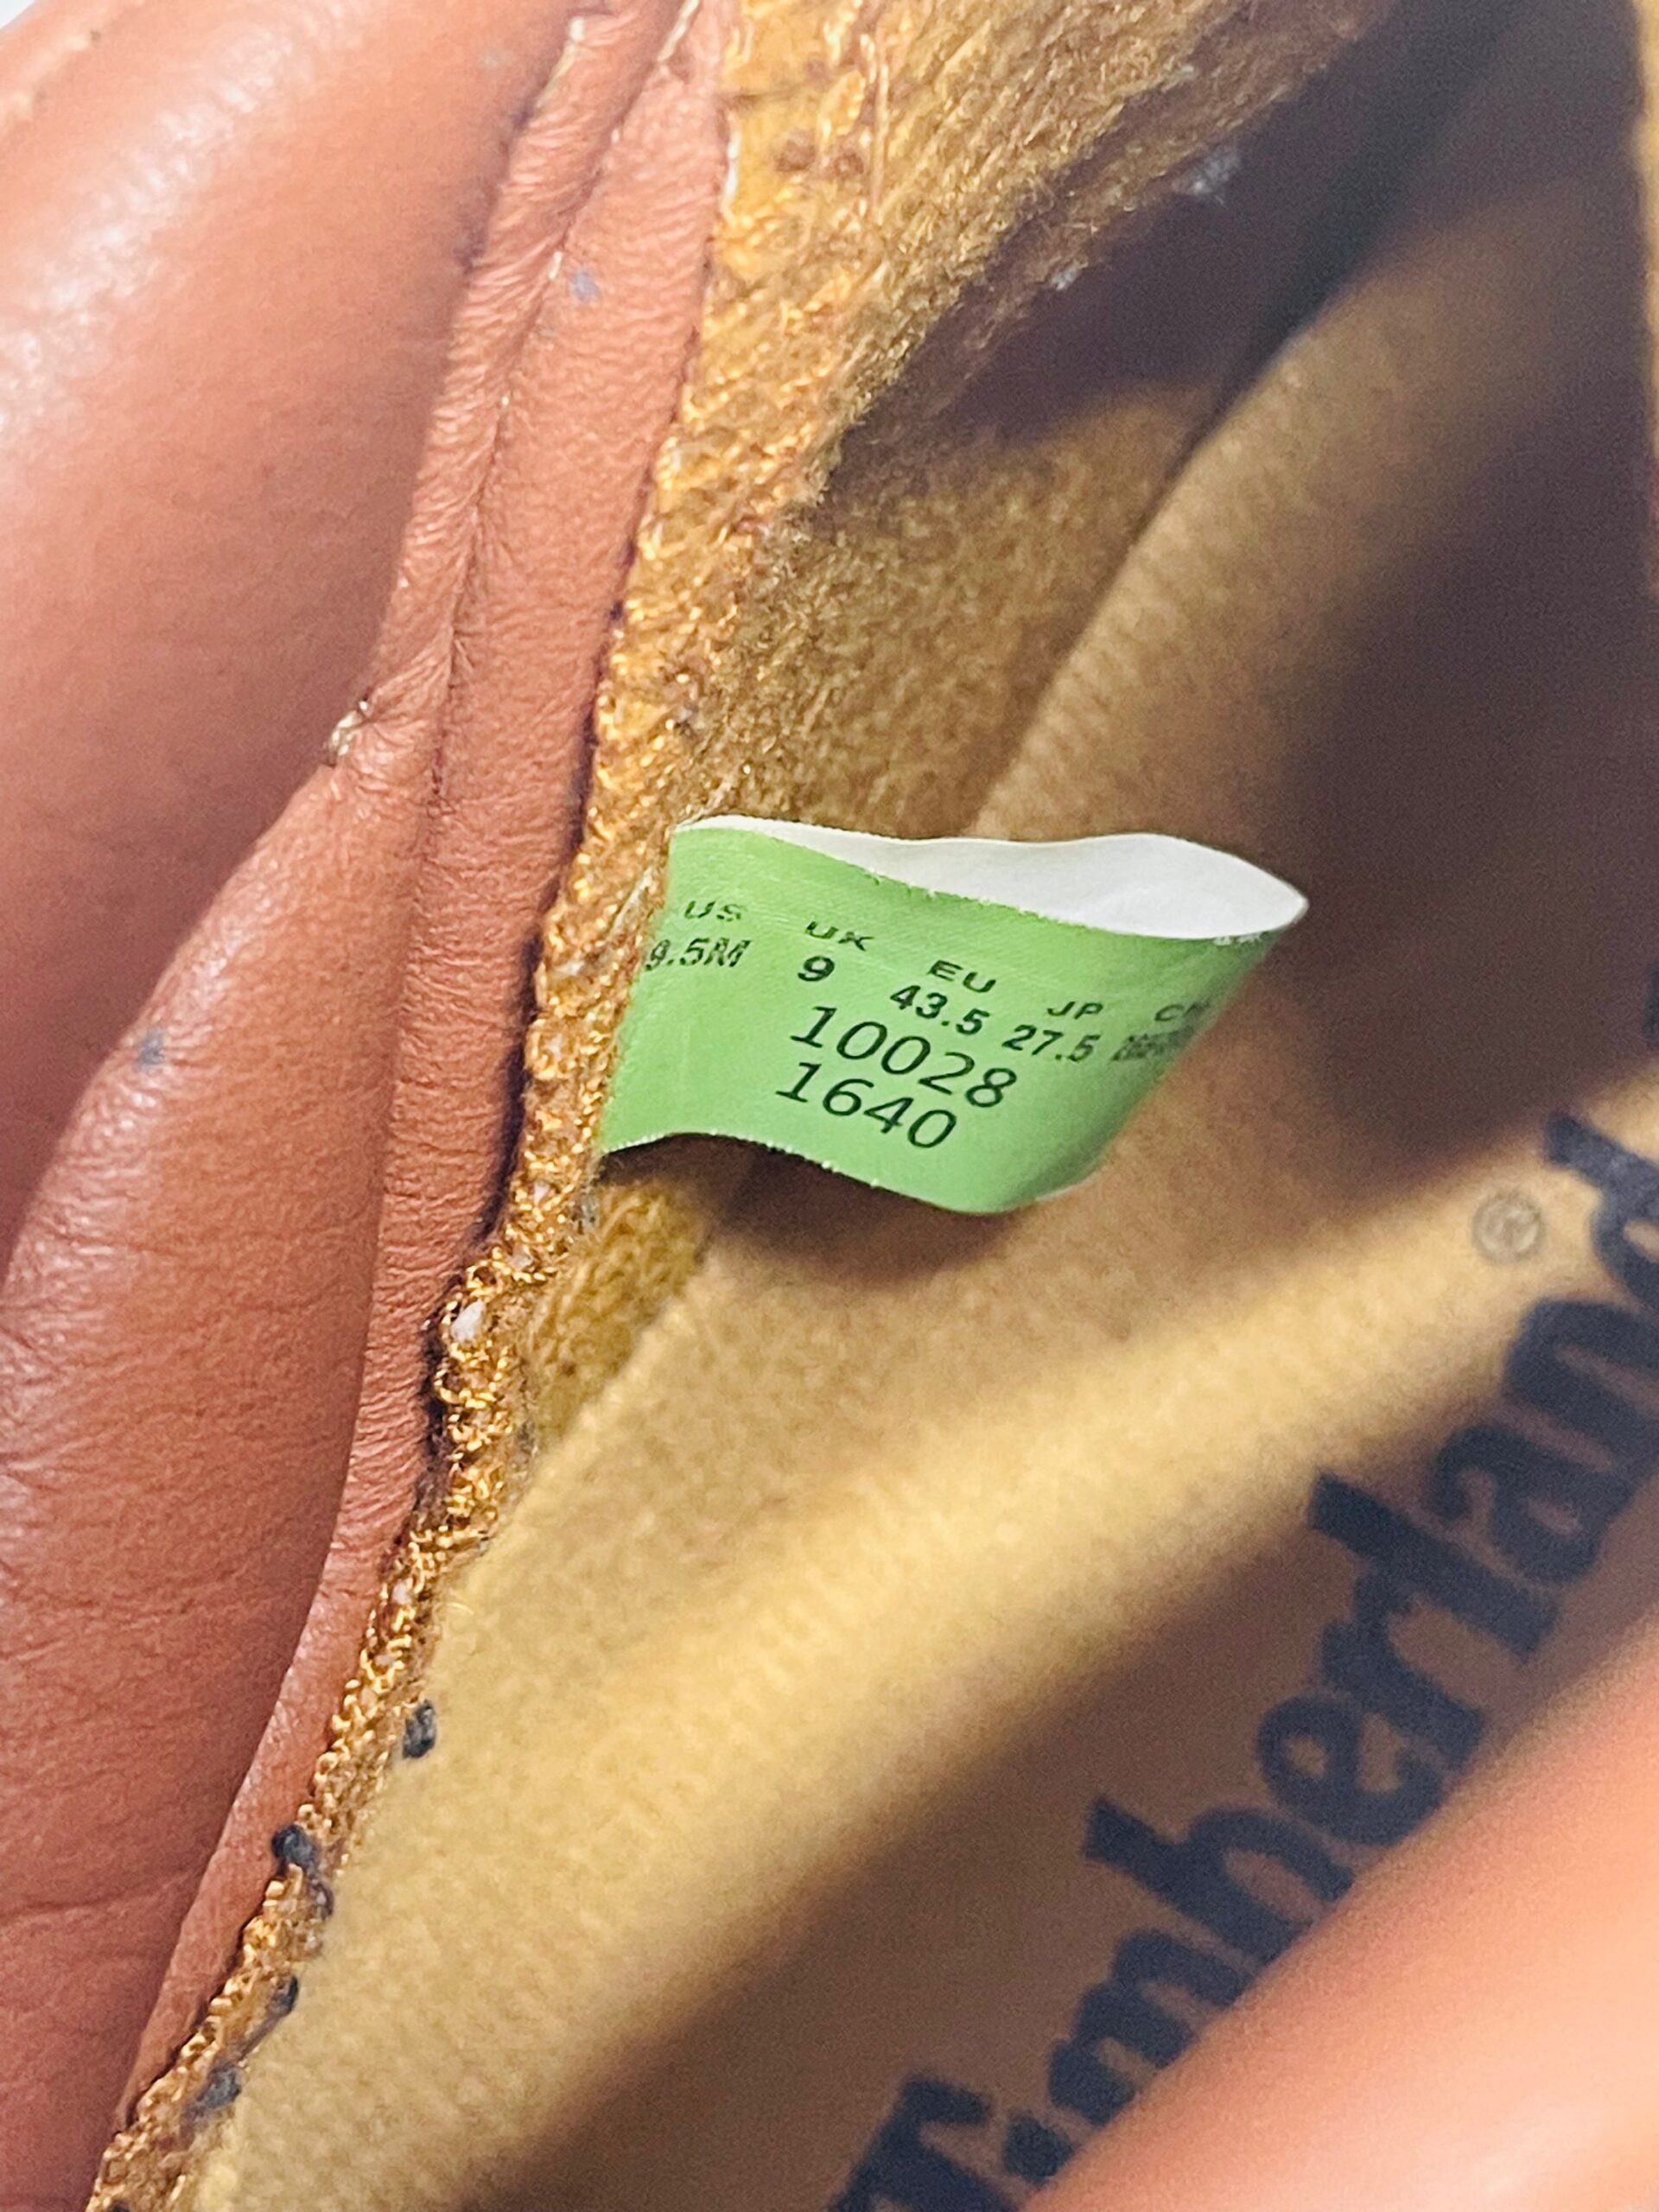 US UK EU JP
9.5M 9 43.5 27.5
10028
1640
Timberland ®